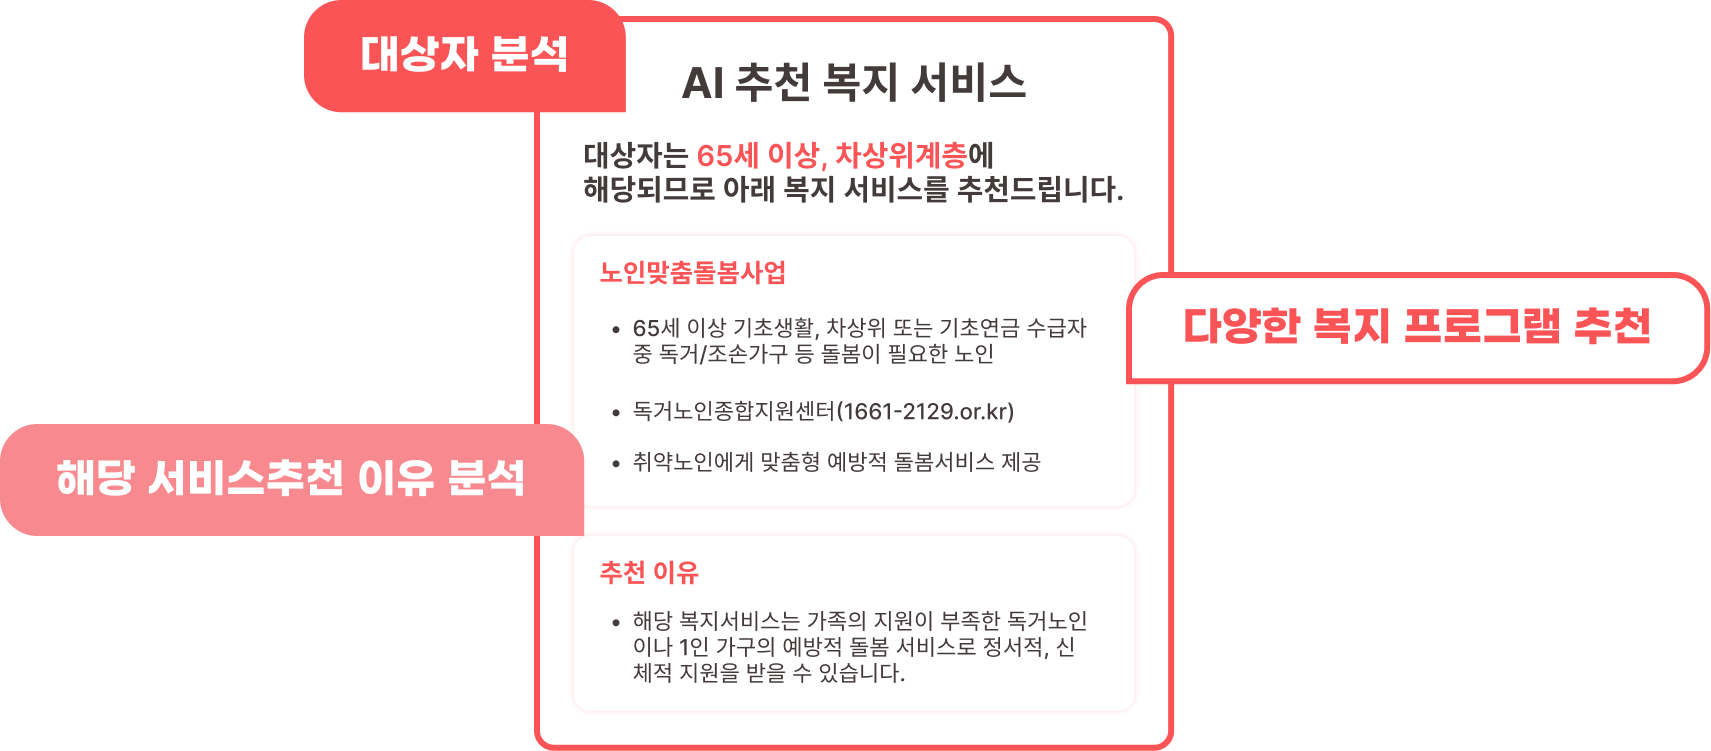 대상자 분석
AI 추천 복지 서비스
대상자는 65세 이상, 차상위계층에
해당되므로 아래 복지 서비스를 추천드립니다.
노인맞춤돌봄사업
• 65세 이상 기초생활, 차상위 또는 기초연금 수급자
중 독거/조손가구 등 돌봄이 필요한 노인
다양한 복지 프로그램 추천
• 독거노인종합지원센터(1661-2129.or.kr)
• 취약노인에게 맞춤형 예방적 돌봄서비스 제공
해당 서비스추천 이유 분석
추천 이유
• 해당 복지서비스는 가족의 지원이 부족한 독거노인
이나 1인 가구의 예방적 돌봄 서비스로 정서적, 신
체적 지원을 받을 수 있습니다.